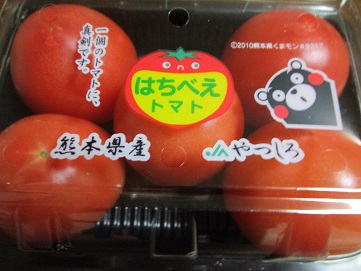 一個のトマトに、
真剣です。
©2010熊本県くまモン
はちべえ
トマト
熊本県産
JAやつしろ